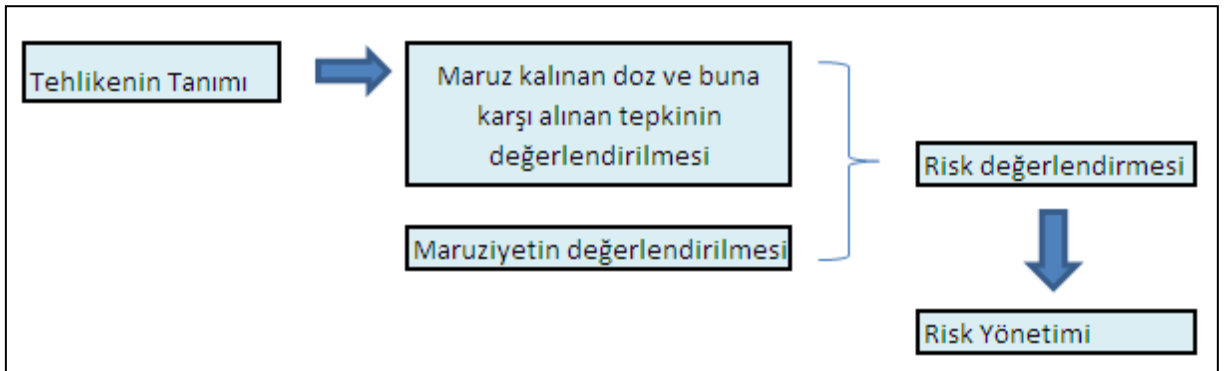 Tehlikenin Tanımı
Maruz kalınan doz ve buna
karşı alınan tepkinin
değerlendirilmesi
Maruziyetin değerlendirilmesi
Risk değerlendirmesi
Risk Yönetimi